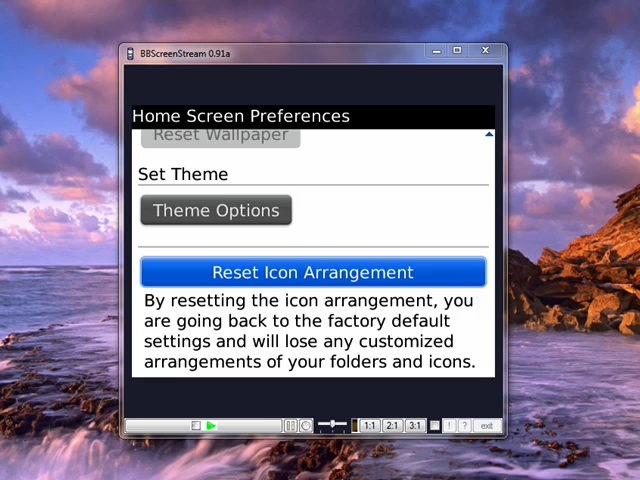 BBScreenStream 0.91a
Home Screen Preferences
Reset Wallpaper
Set Theme
Theme Options
Reset Icon Arrangement
By resetting the icon arrangement, you
are going back to the factory default
settings and will lose any customized
arrangements of your folders and icons.
1:1 2:1 3:1 ! ? exit